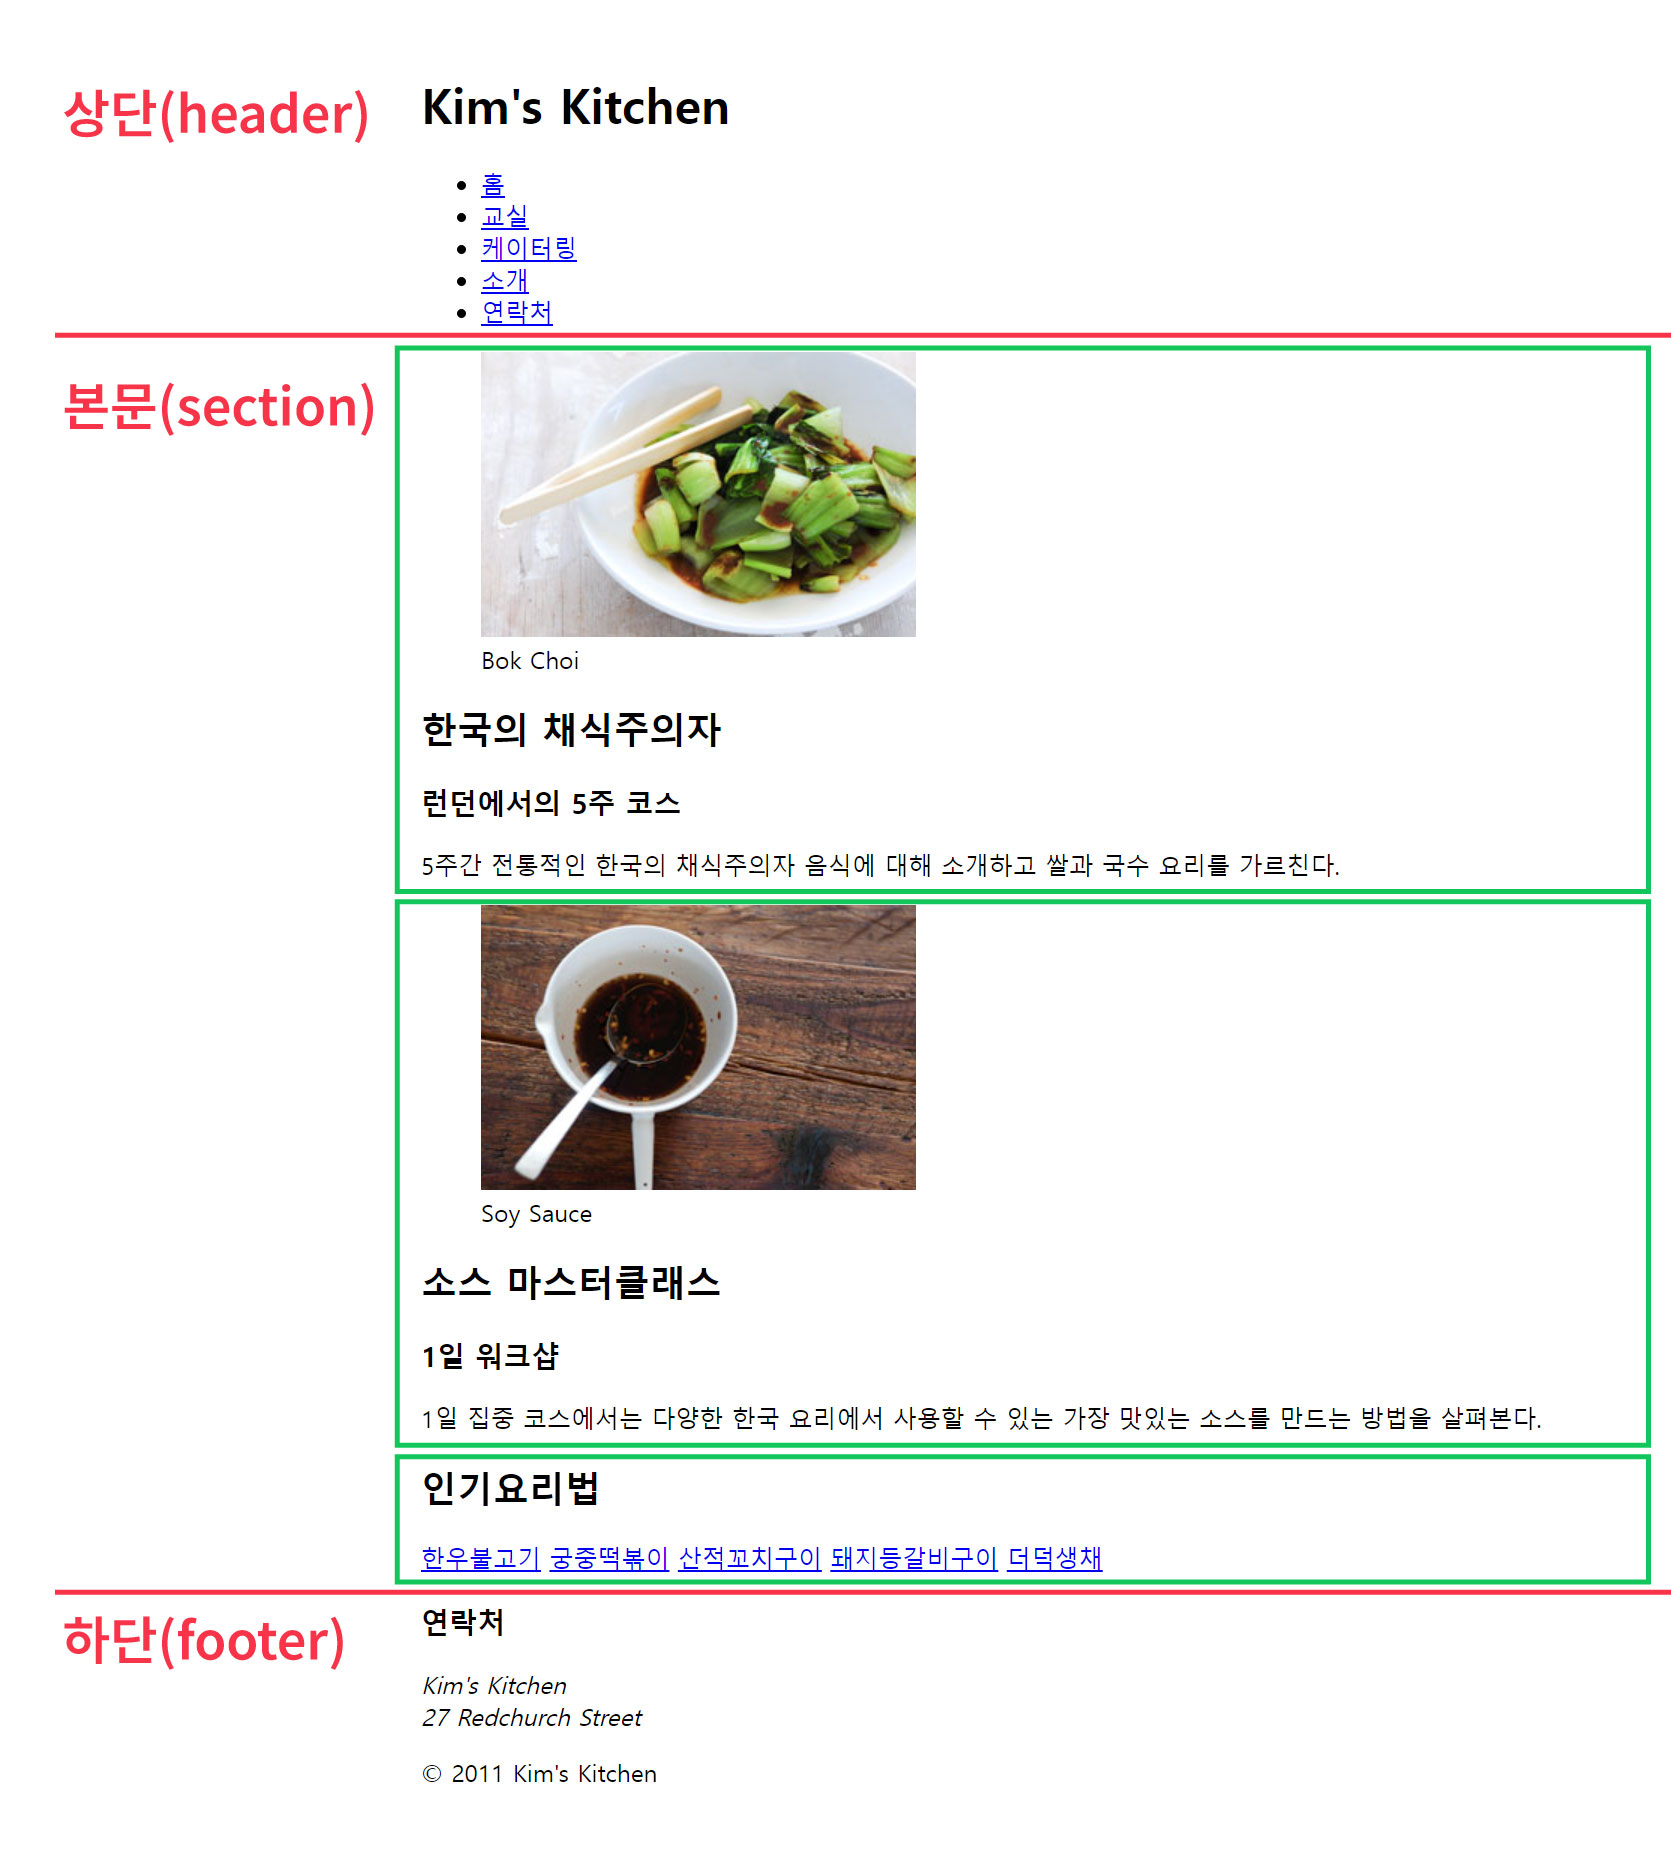 상단(header)
Kim's Kitchen
홈
교실
케이터링
소개
연락처
본문(section)
Bok Choi
한국의 채식주의자
런던에서의 5주 코스
5주간 전통적인 한국의 채식주의자 음식에 대해 소개하고 쌀과 국수 요리를 가르친다.
Soy Sauce
소스 마스터클래스
1일 워크샵
1일 집중 코스에서는 다양한 한국 요리에서 사용할 수 있는 가장 맛있는 소스를 만드는 방법을 살펴본다.
인기요리법
한우불고기 궁중떡볶이 산적꼬치구이 돼지등갈비구이 더덕생채
하단(footer)
연락처
Kim's Kitchen
27 Redchurch Street
© 2011 Kim's Kitchen